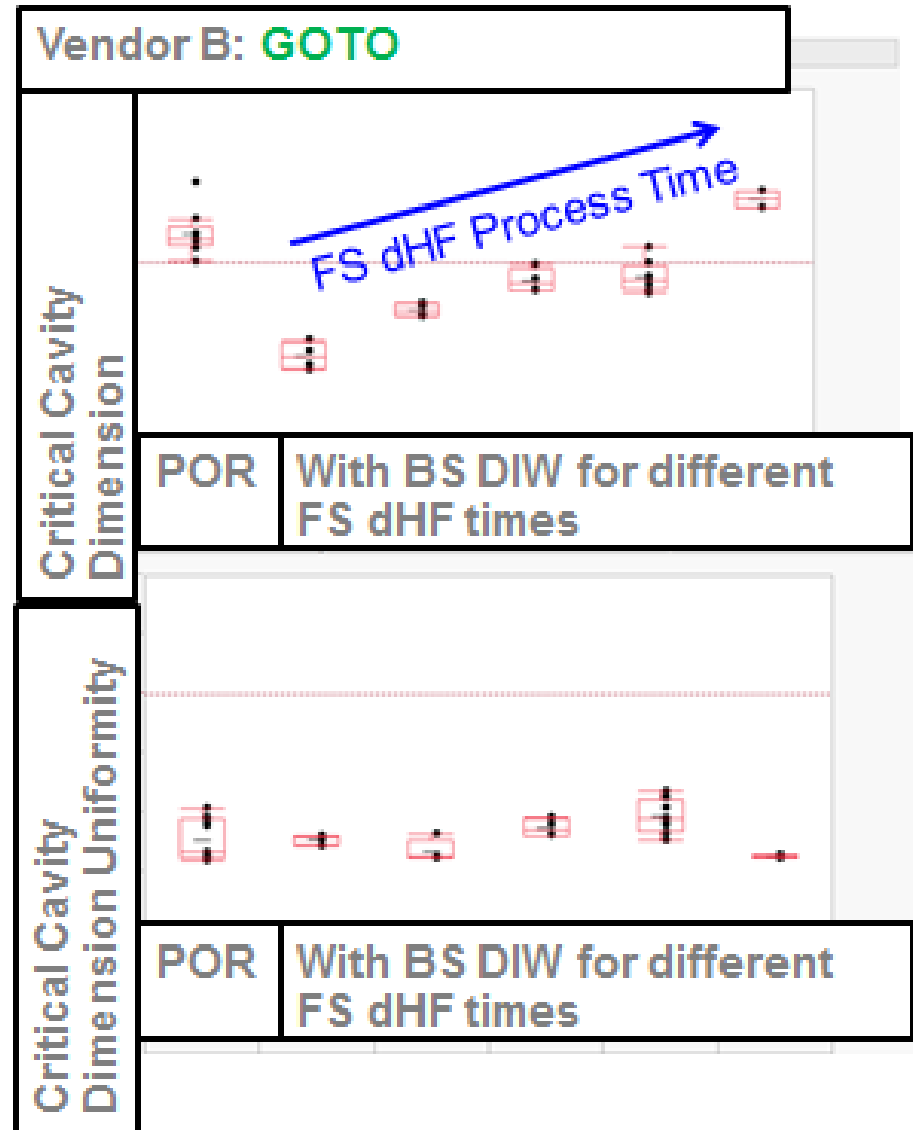 Vendor B: GOTO
Critical Cavity
Dimension
FS dHF Process Time
POR
With BS DIW for different
FS dHF times
Critical Cavity
Dimension Uniformity
POR
With BS DIW for different
FS dHF times